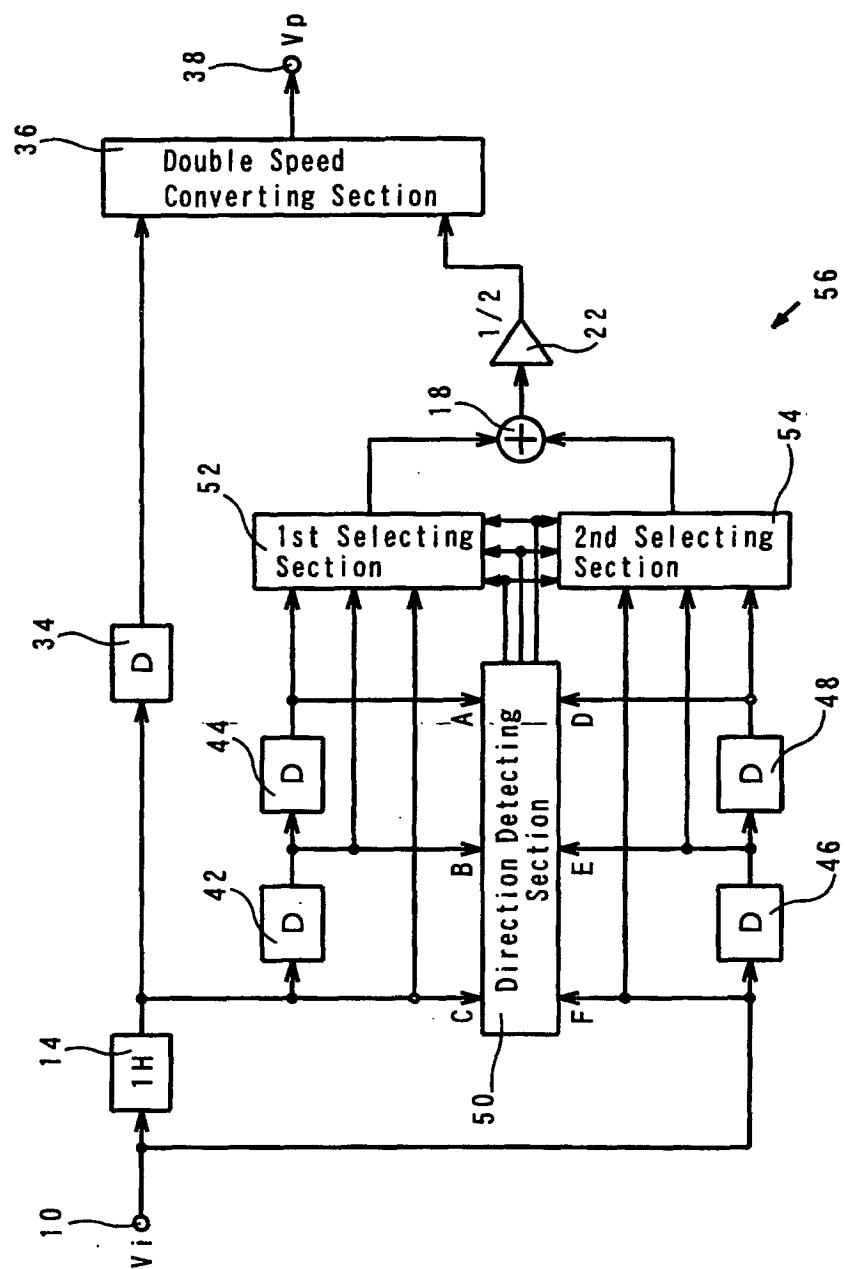 Vi
10
14
1H
34
D
36
Double Speed
Converting Section
38
Vp
42
D
44
D
52
1st Selecting
Section
18
+
1/2
22
C
B
A
50
Direction Detecting
Section
F
E
D
2nd Selecting
Section
54
46
D
48
D
56